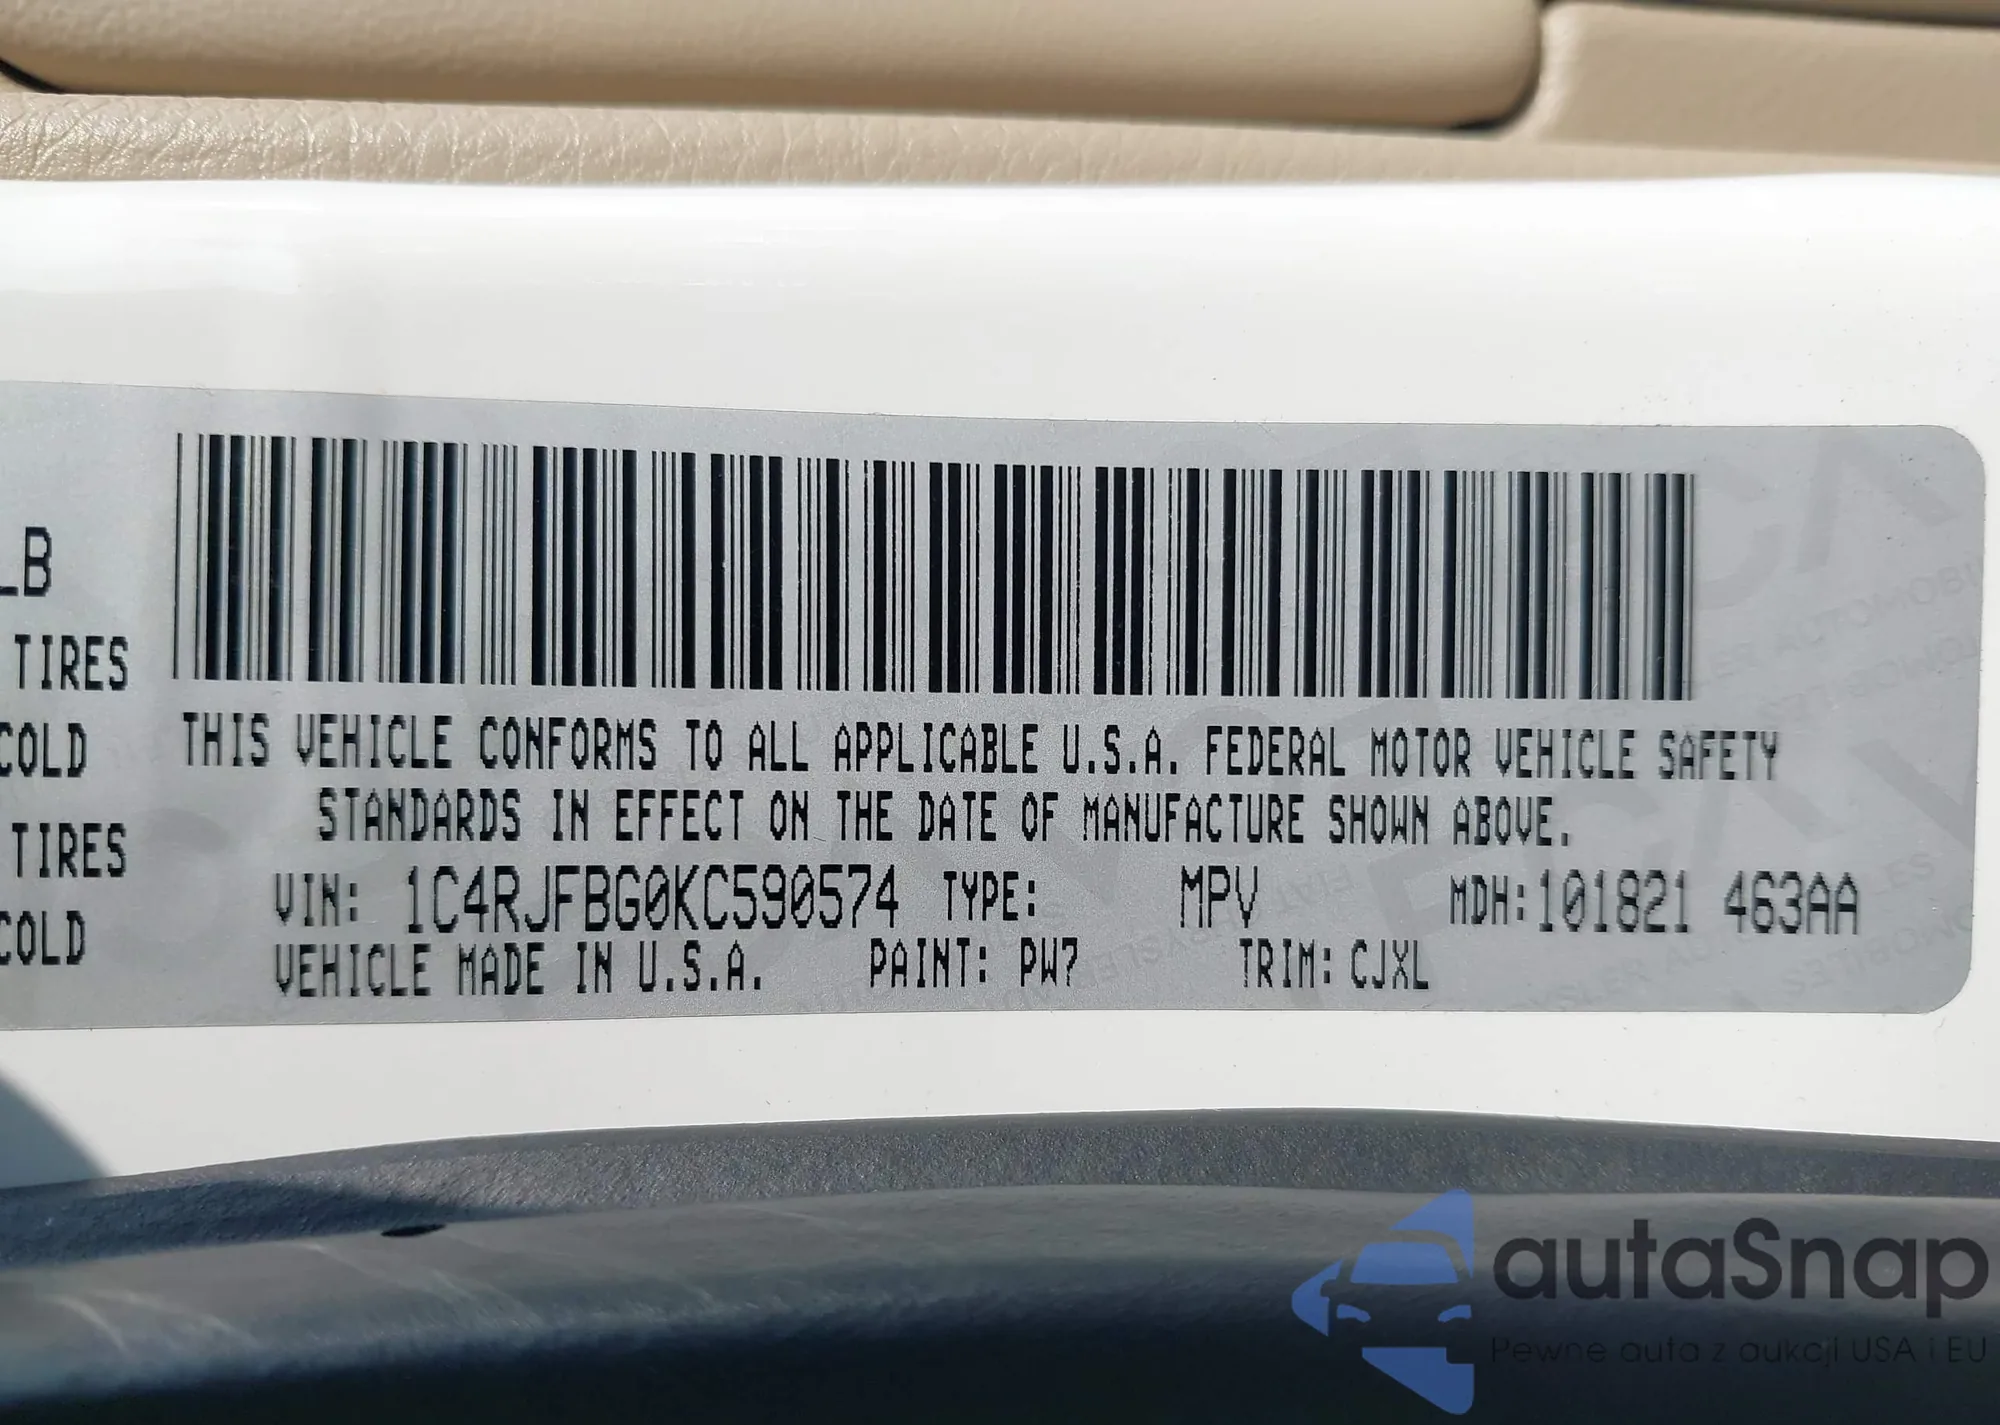 LB
TIRES
COLD
TIRES
COLD
THIS VEHICLE CONFORMS TO ALL APPLICABLE U.S.A. FEDERAL MOTOR VEHICLE SAFETY
STANDARDS IN EFFECT ON THE DATE OF MANUFACTURE SHOWN ABOVE.
VIN: 1C4RJFBG0KC590574 TYPE: MPV MDH:101821 463AA
VEHICLE MADE IN U.S.A. PAINT: PW7 TRIM: CJXL
autaSnap
Pewne auta z aukcji USA i EU